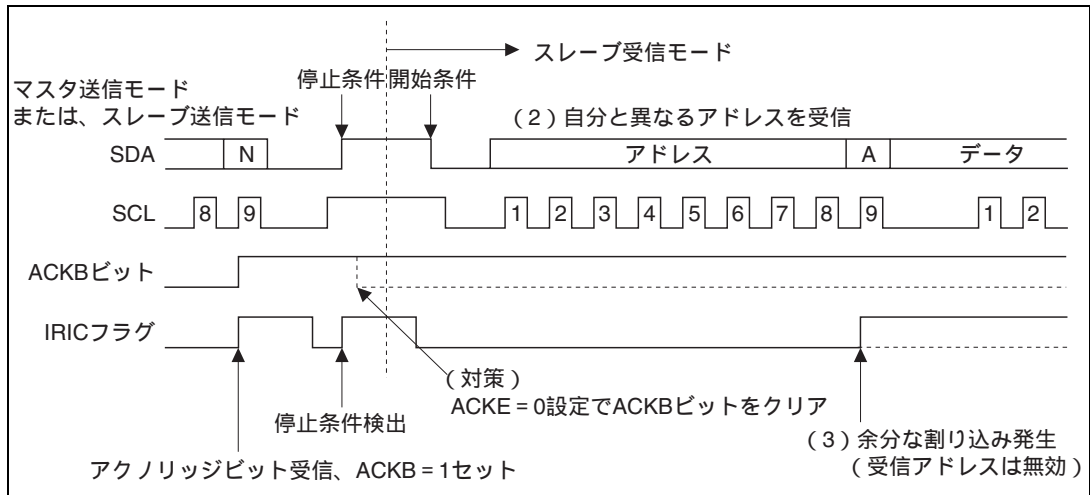 スレーブ受信モード
停止条件 開始条件
マスタ送信モード
または、スレーブ送信モード
(2)自分と異なるアドレスを受信
SDA N アドレス A データ
SCL 8 9 1 2 3 4 5 6 7 8 9 1 2
ACKBビット
IRICフラグ
(対策)
ACKE = 0設定でACKBビットをクリア
停止条件検出
(3)余分な割り込み発生
(受信アドレスは無効)
アクノリッジビット受信、ACKB = 1セット